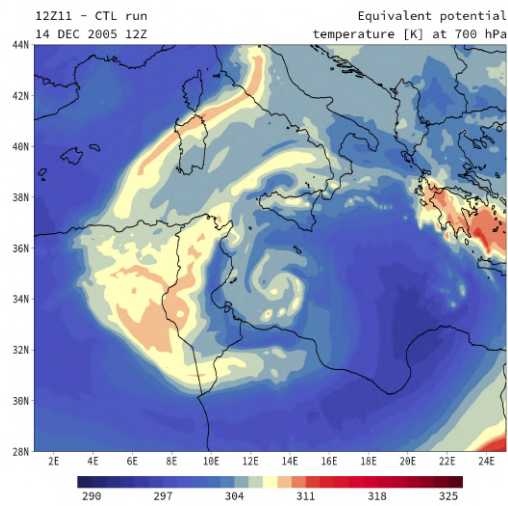 12Z11 - CTL run
14 DEC 2005 12Z
Equivalent potential
temperature [K] at 700 hPa
44N
42N
40N
38N
36N
34N
32N
30N
28N
2E 4E 6E 8E 10E 12E 14E 16E 18E 20E 22E 24E
290 297 304 311 318 325